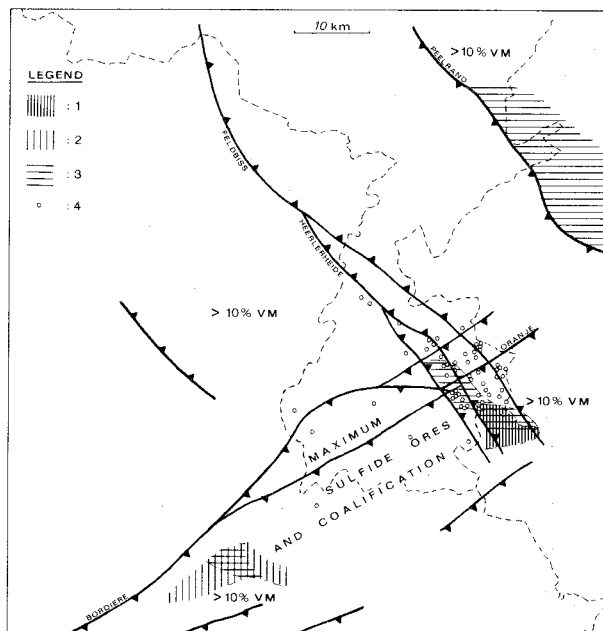 10 km
PEELRAND
> 10% VM
LEGEND
: 1
: 2
: 3
: 4
FELDBISS
HEERLERHEIDE
> 10% VM
ORANJE
> 10% VM
MAXIMUM
SULFIDE ORES
AND COALIFICATION
BORDIERE
> 10% VM